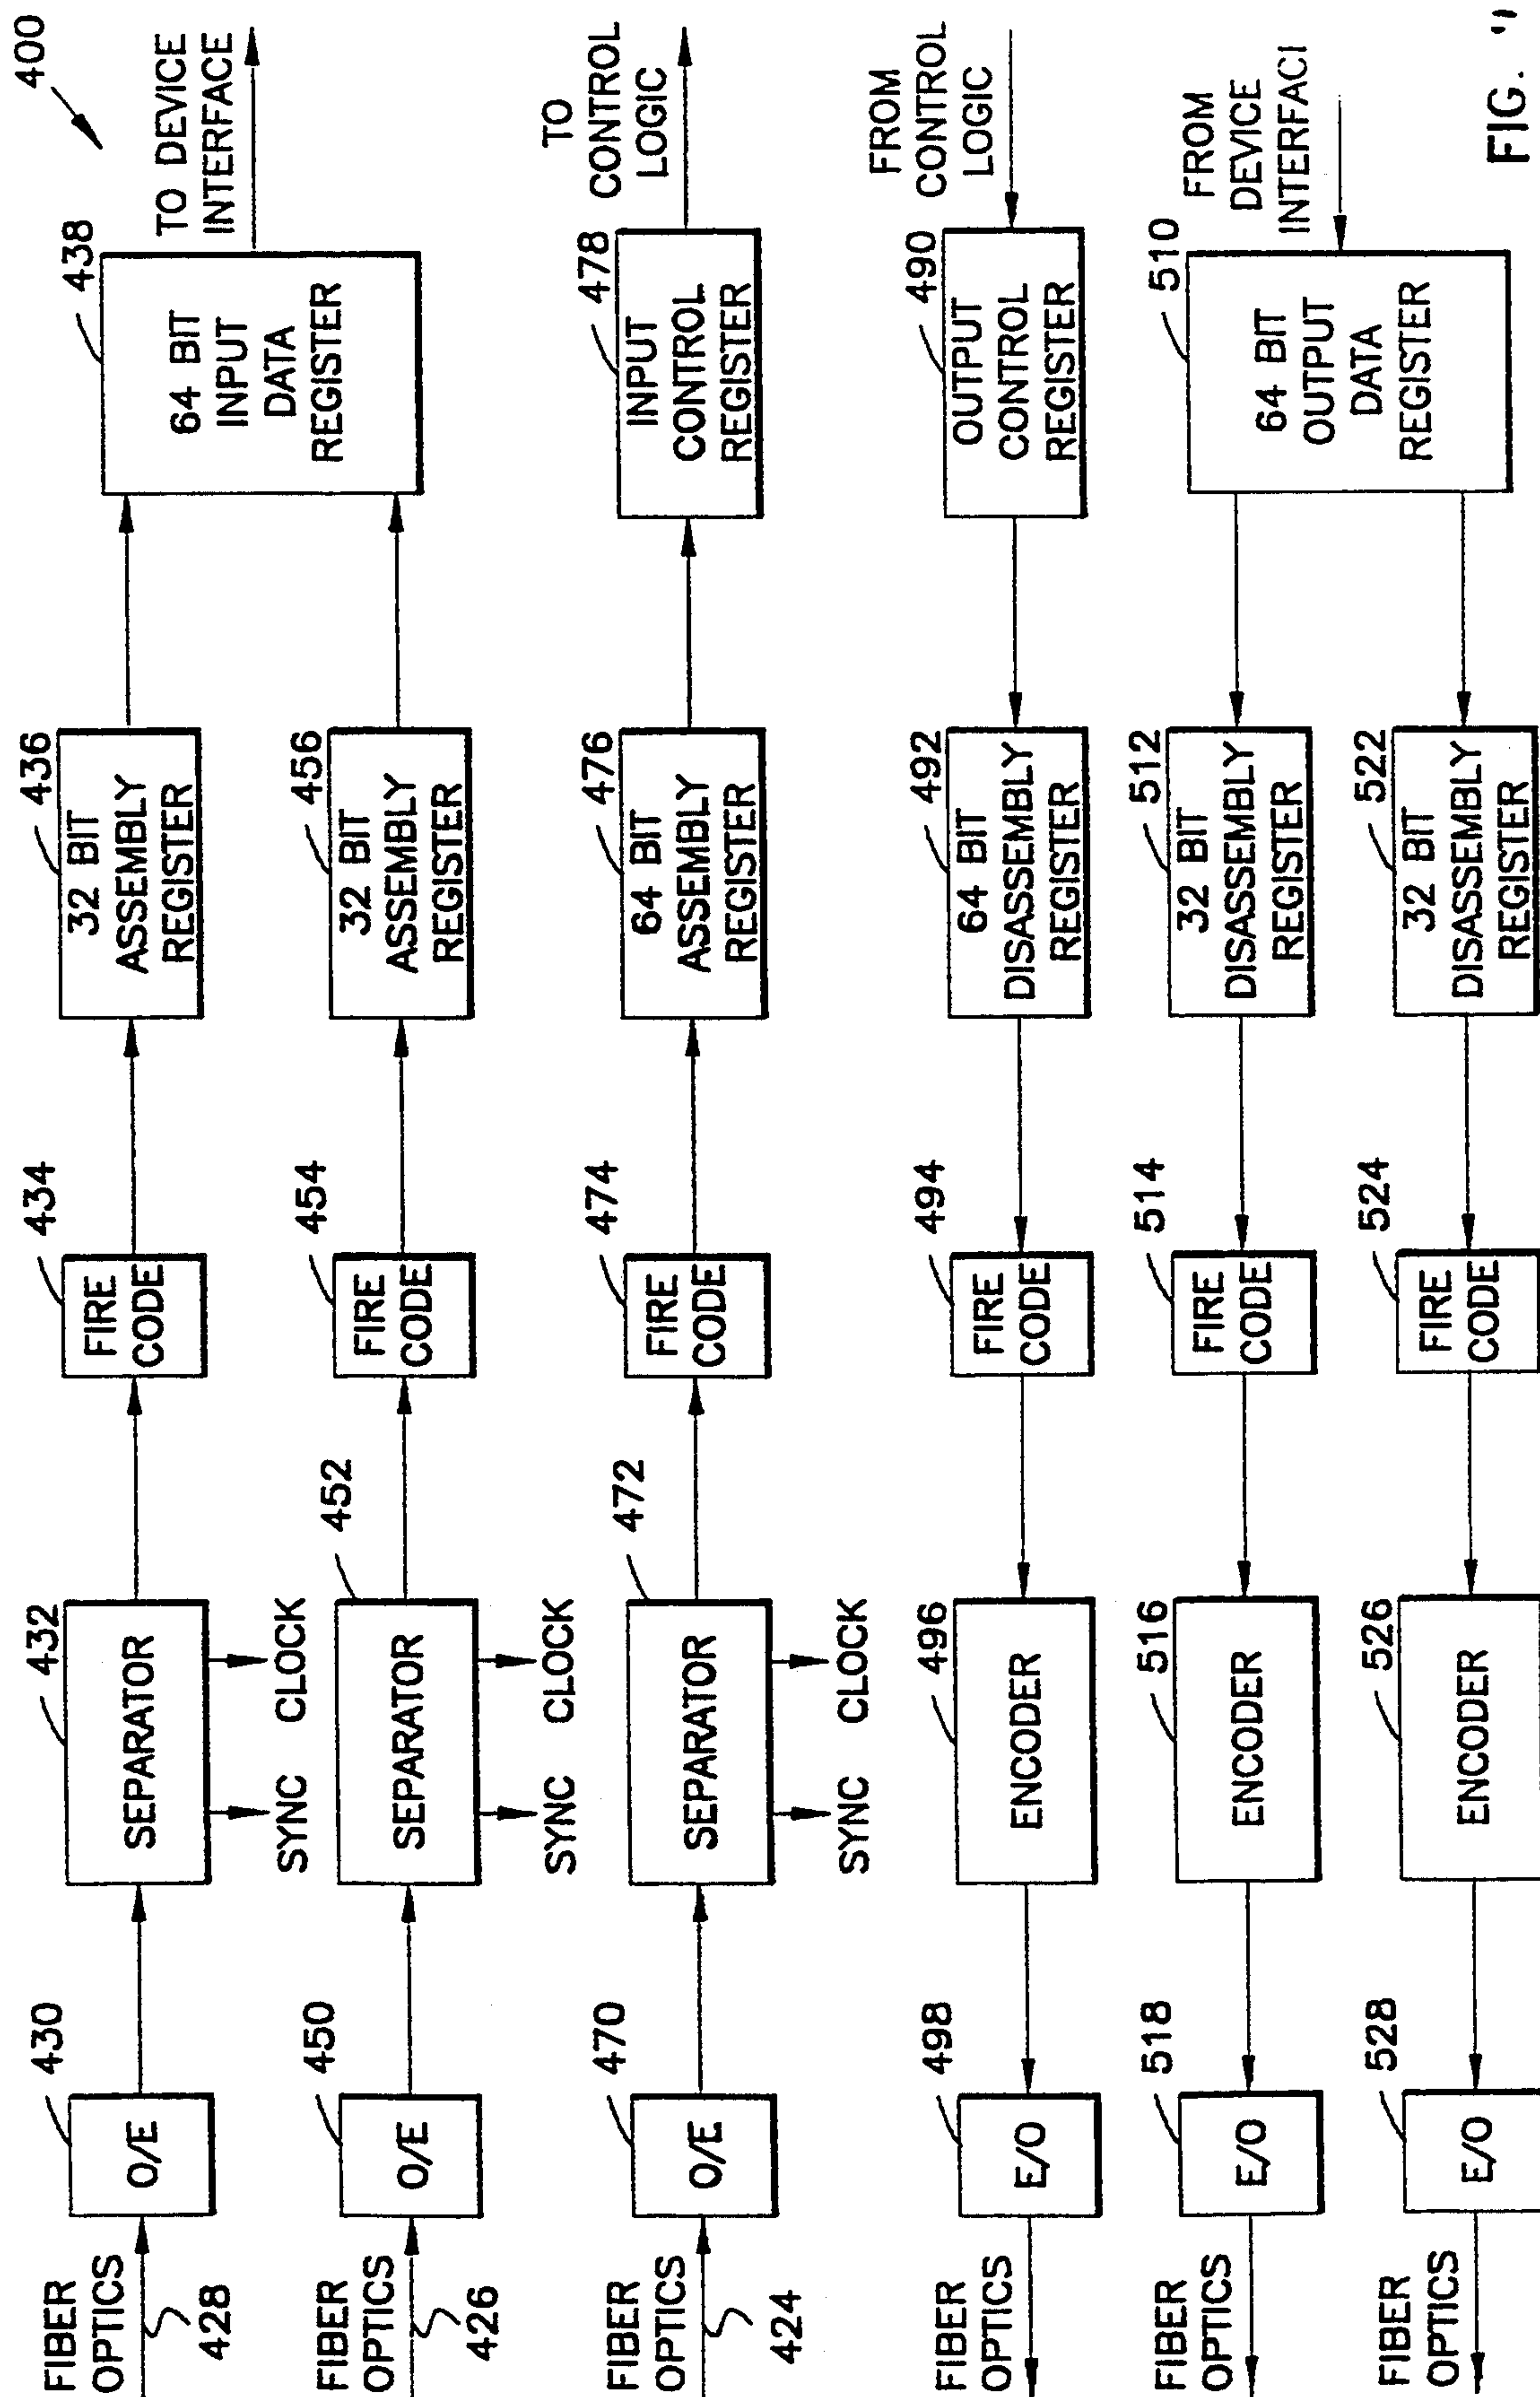 400
FIBER
OPTICS
428
430
O/E
432
SEPARATOR
SYNC CLOCK
434
FIRE
CODE
436
32 BIT
ASSEMBLY
REGISTER
438
64 BIT
INPUT
DATA
REGISTER
TO DEVICE
INTERFACE
FIBER
OPTICS
426
450
O/E
452
SEPARATOR
SYNC CLOCK
454
FIRE
CODE
456
32 BIT
ASSEMBLY
REGISTER
FIBER
OPTICS
424
470
O/E
472
SEPARATOR
SYNC CLOCK
474
FIRE
CODE
476
64 BIT
ASSEMBLY
REGISTER
478
INPUT
CONTROL
REGISTER
TO
CONTROL
LOGIC
FIBER
OPTICS
498
E/O
496
ENCODER
494
FIRE
CODE
492
64 BIT
DISASSEMBLY
REGISTER
490
OUTPUT
CONTROL
REGISTER
FROM
CONTROL
LOGIC
FIBER
OPTICS
518
E/O
516
ENCODER
514
FIRE
CODE
512
32 BIT
DISASSEMBLY
REGISTER
510
64 BIT
OUTPUT
DATA
REGISTER
FROM
DEVICE
INTERFACI
FIBER
OPTICS
528
E/O
526
ENCODER
524
FIRE
CODE
522
32 BIT
DISASSEMBLY
REGISTER
FIG.